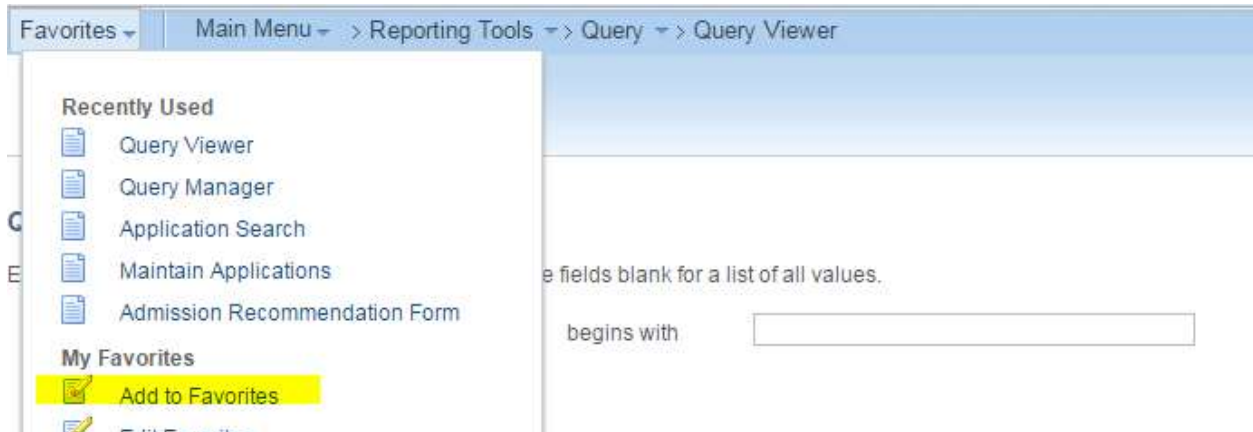 Favorites Main Menu > Reporting Tools > Query > Query Viewer
Recently Used
Query Viewer
Query Manager
Application Search
Maintain Applications
Admission Recommendation Form
e fields blank for a list of all values.
begins with
My Favorites
Add to Favorites